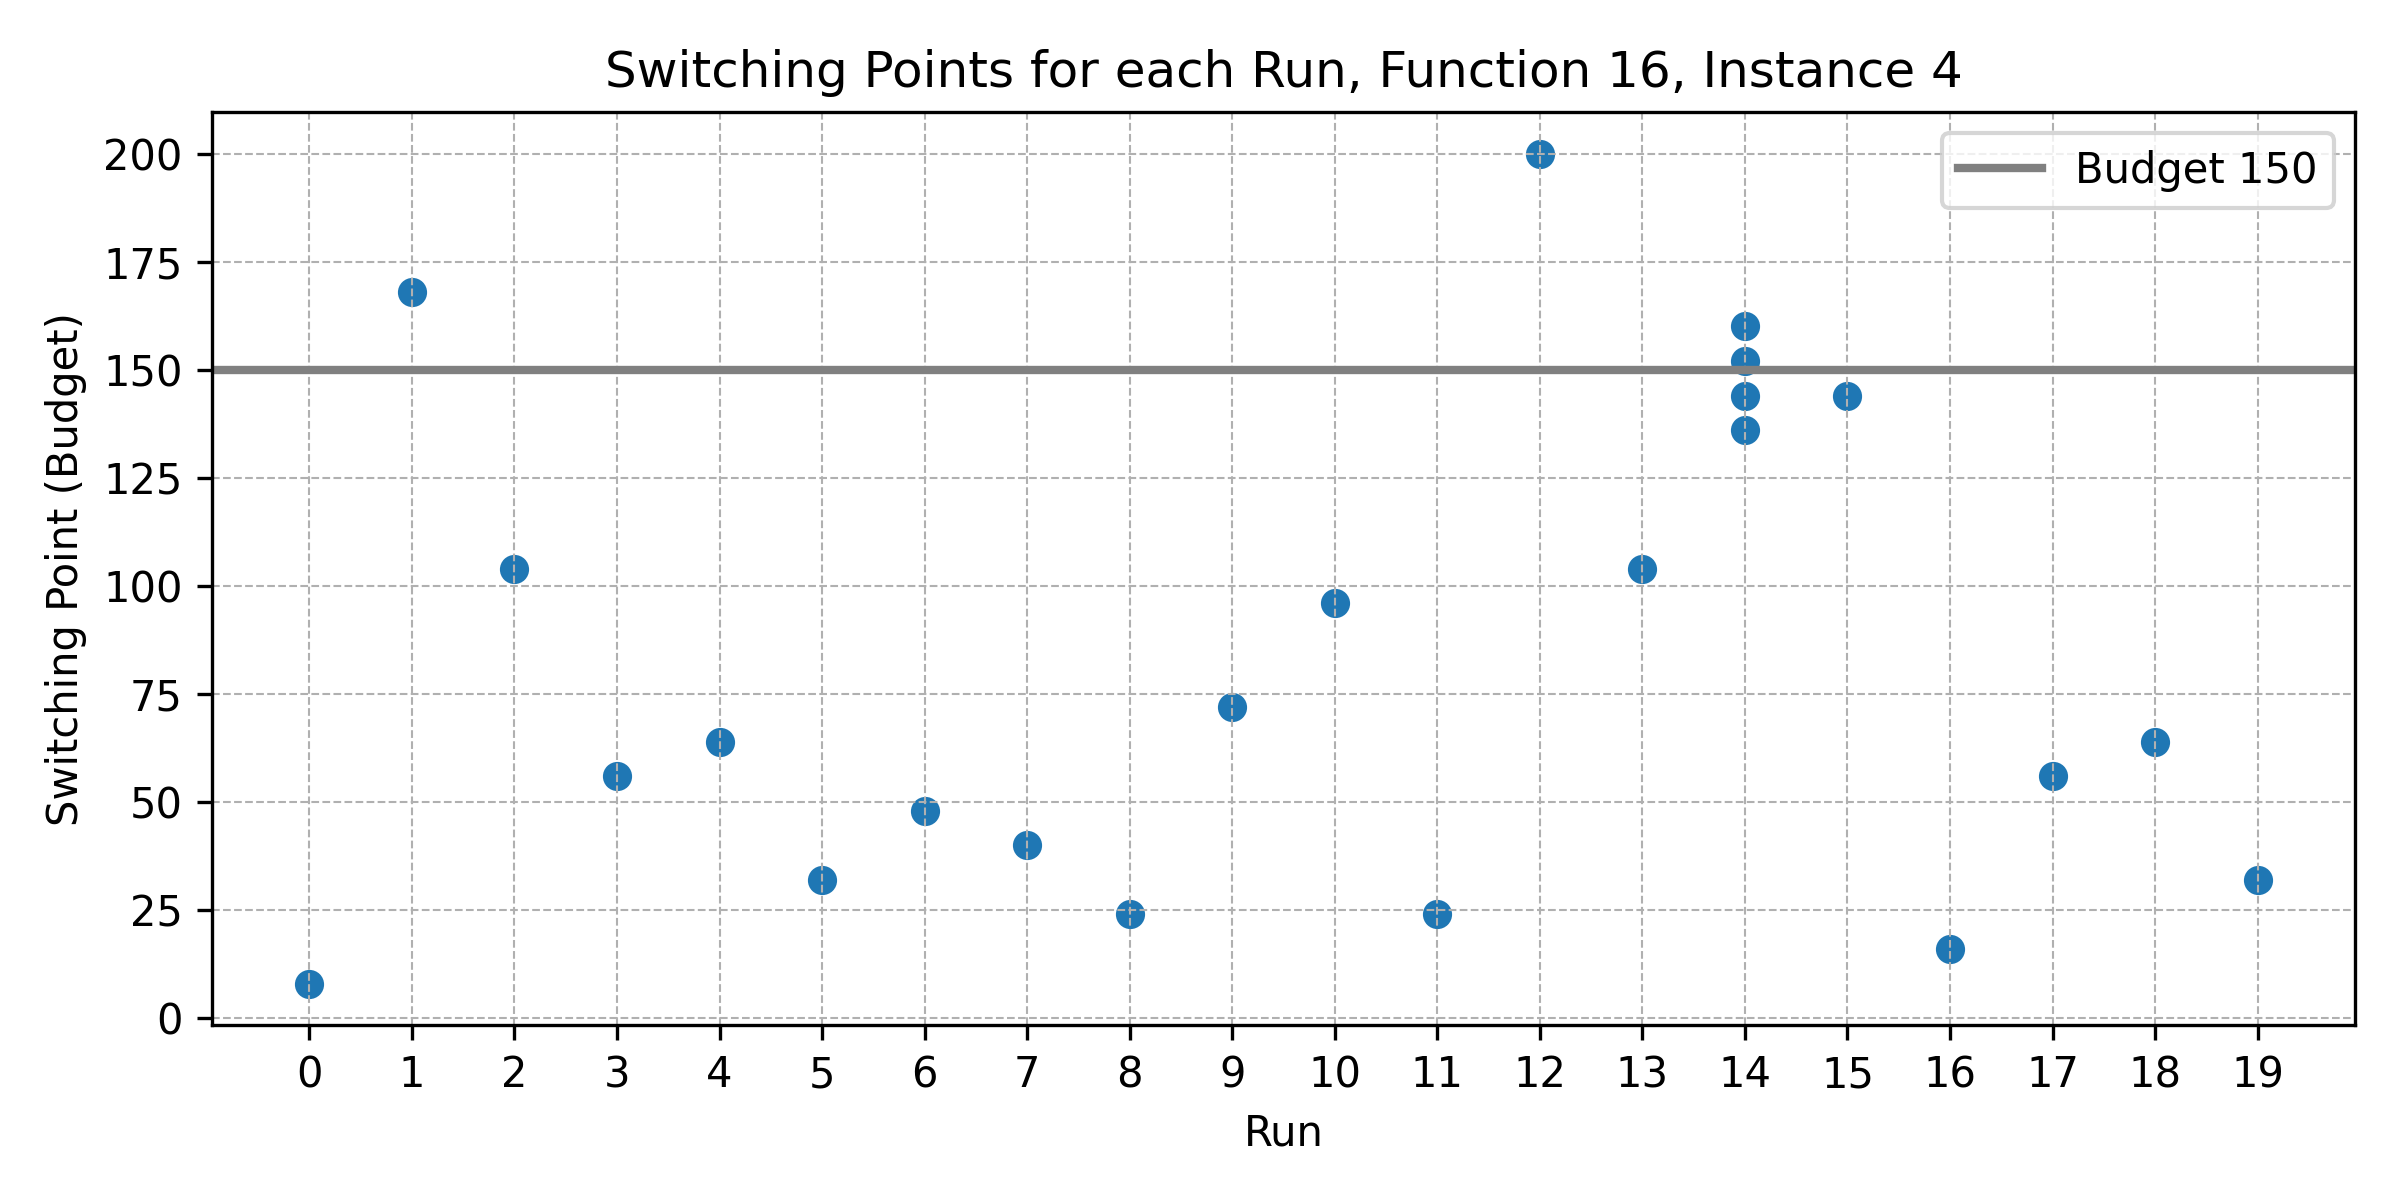 Switching Points for each Run, Function 16, Instance 4
Budget 150
Switching Point (Budget)
200
175
150
125
100
75
50
25
0
0 1 2 3 4 5 6 7 8 9 10 11 12 13 14 15 16 17 18 19
Run